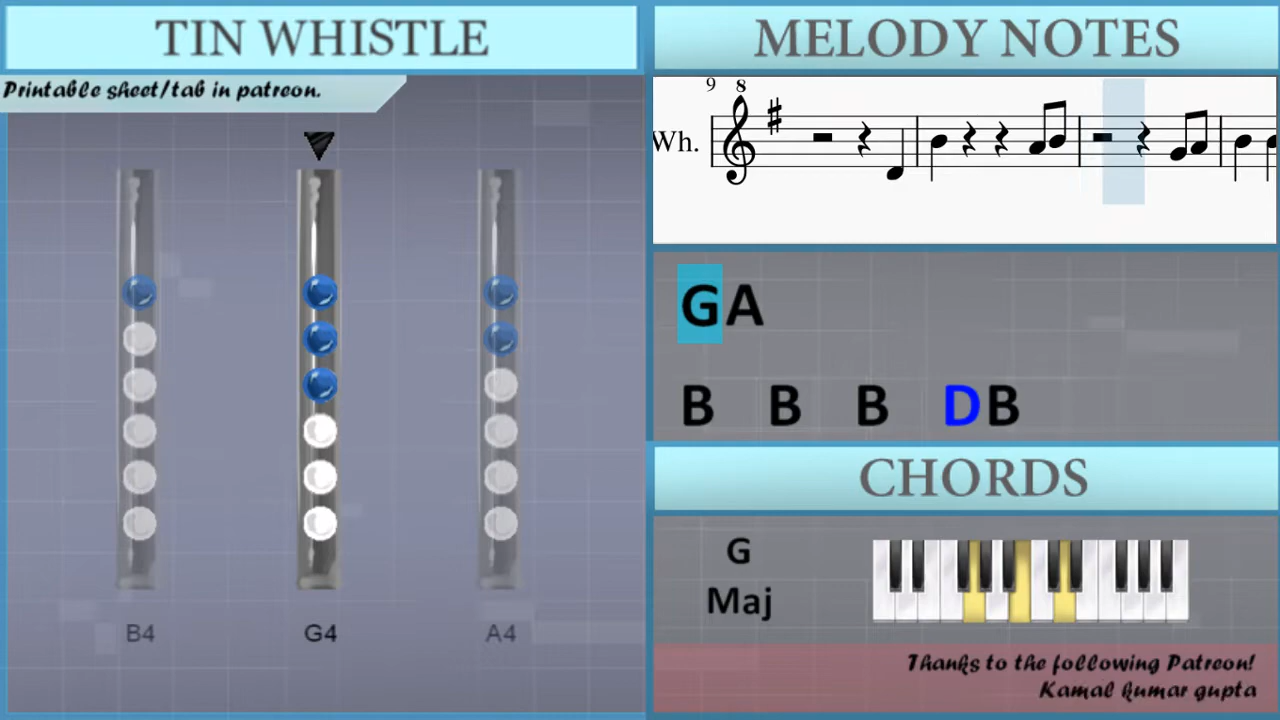 TIN WHISTLE
Printable sheet/tab in patreon.
B4 G4 A4
MELODY NOTES
9 8
Wh.
GA
B B B DB
CHORDS
G
Maj
Thanks to the following Patreon!
Kamal kumar gupta